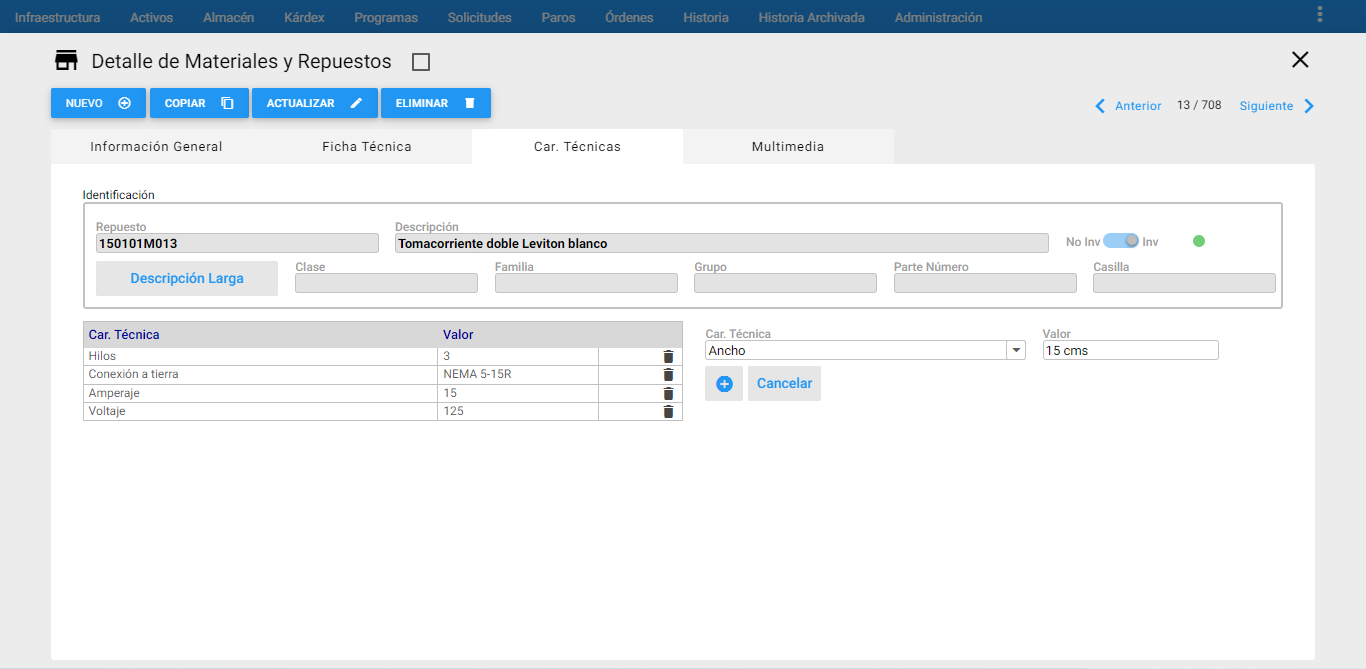 Infraestructura Activos Almacén Kárdex Programas Solicitudes Paros Órdenes Historia Historia Archivada Administración
Detalle de Materiales y Repuestos
NUEVO COPIAR ACTUALIZAR ELIMINAR
Anterior 13 / 708 Siguiente
Información General Ficha Técnica Car. Técnicas Multimedia
Identificación
Repuesto Descripción
150101M013 Tomacorriente doble Leviton blanco No Inv Inv
Descripción Larga Clase Familia Grupo Parte Número Casilla
Car. Técnica Valor
Hilos 3
Conexión a tierra NEMA 5-15R
Amperaje 15
Voltaje 125
Car. Técnica Valor
Ancho 15 cms
Cancelar